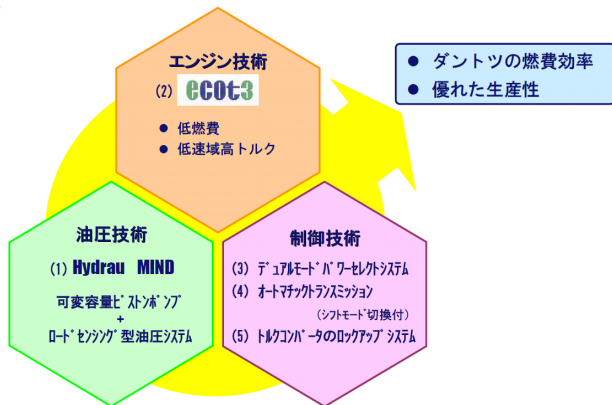 エンジン技術
(2) ecot3
● 低燃費
● 低速域高トルク
● ダントツの燃費効率
● 優れた生産性
油圧技術
(1) Hydrau MIND
可変容量ﾋﾟｽﾄﾝﾎﾟﾝﾌﾟ
+
ﾛｰﾄﾞｾﾝｼﾝｸﾞ型油圧ｼｽﾃﾑ
制御技術
(3) ﾃﾞｭｱﾙﾓｰﾄﾞﾊﾟﾜｰｾﾚｸﾄｼｽﾃﾑ
(4) ｵｰﾄﾏﾁｯｸﾄﾗﾝｽﾐｯｼｮﾝ
(ｼﾌﾄﾓｰﾄﾞ切換付)
(5) ﾄﾙｸｺﾝﾊﾞｰﾀのﾛｯｸｱｯﾌﾟｼｽﾃﾑ